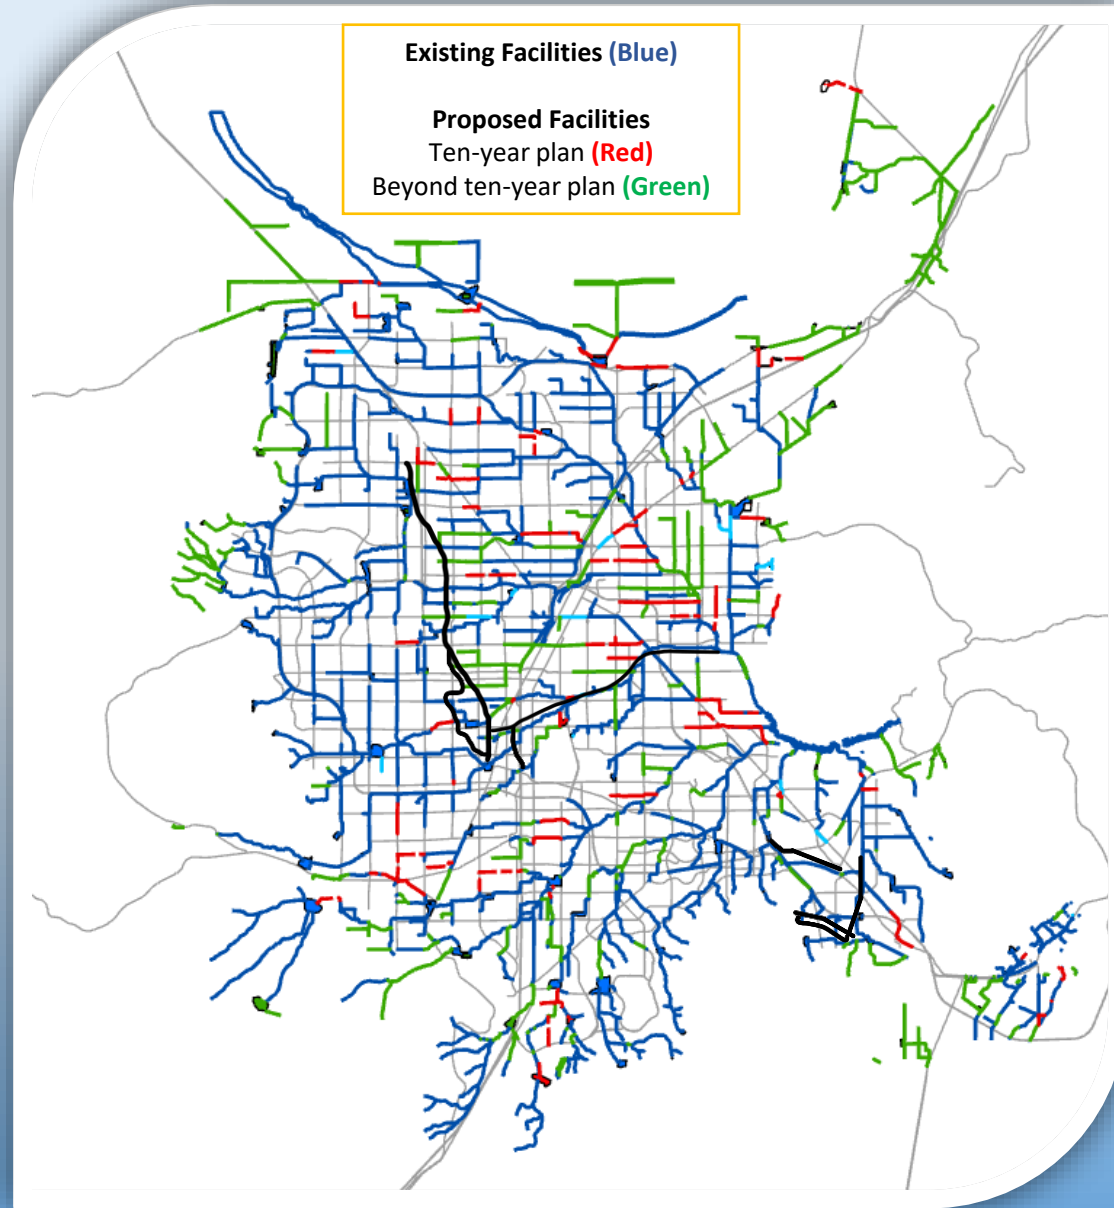 Existing Facilities (Blue)
Proposed Facilities
Ten-year plan (Red)
Beyond ten-year plan (Green)